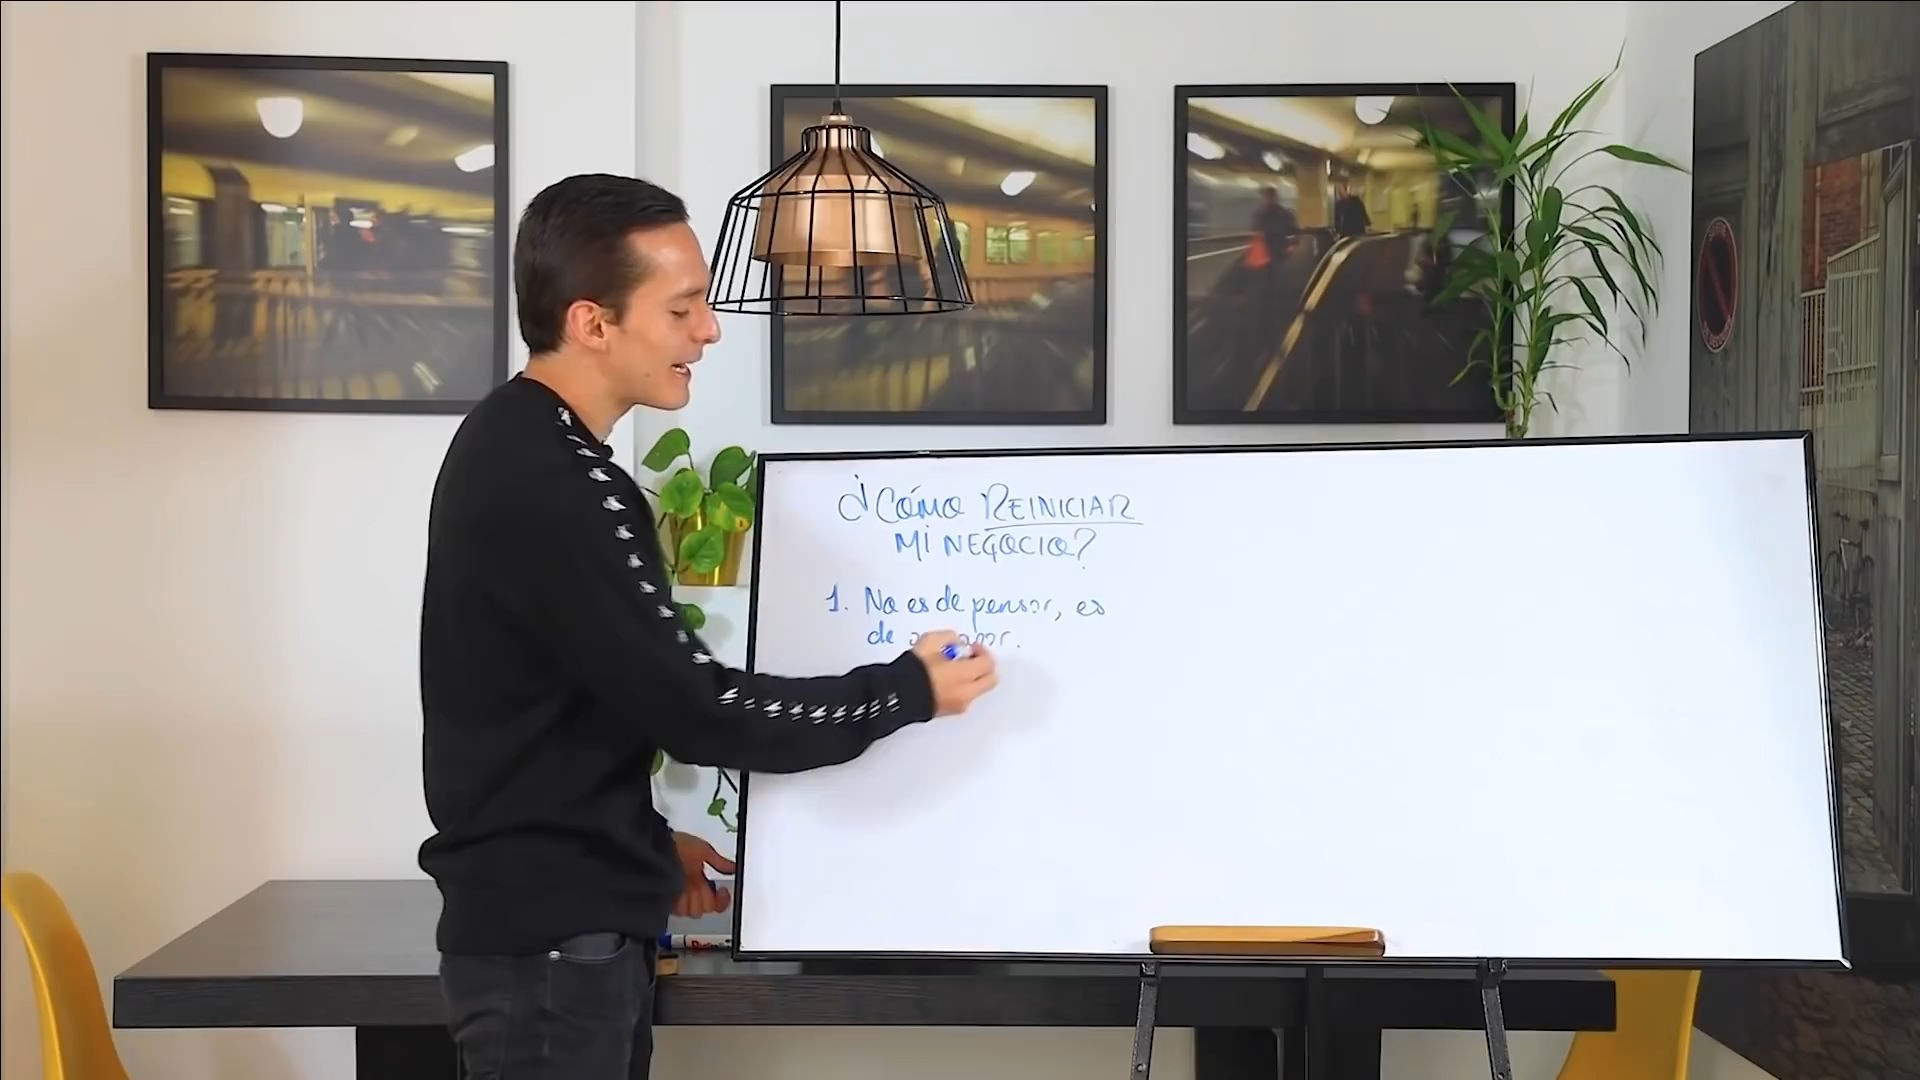 ¿Cómo REINICIAR
MI NEGOCIO?
1. No es de pensar, es
de